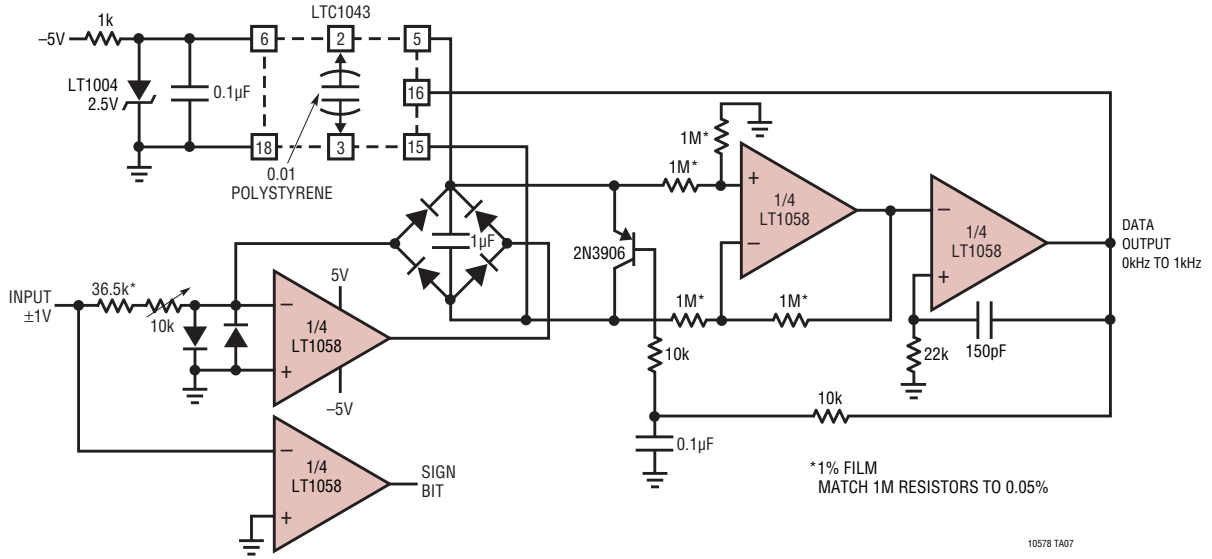 LTC1043
1k
–5V
6
2
5
LT1004
2.5V
0.1µF
16
18
3
15
0.01
POLYSTYRENE
1M*
1M*
+
1/4
LT1058
–
–
1/4
LT1058
+
DATA
OUTPUT
0kHz TO 1kHz
1µF
2N3906
INPUT
±1V
36.5k*
10k
5V
–
1/4
LT1058
+
–5V
1M*
1M*
10k
22k
150pF
10k
0.1µF
–
1/4
LT1058
+
SIGN
BIT
*1% FILM
MATCH 1M RESISTORS TO 0.05%
10578 TA07